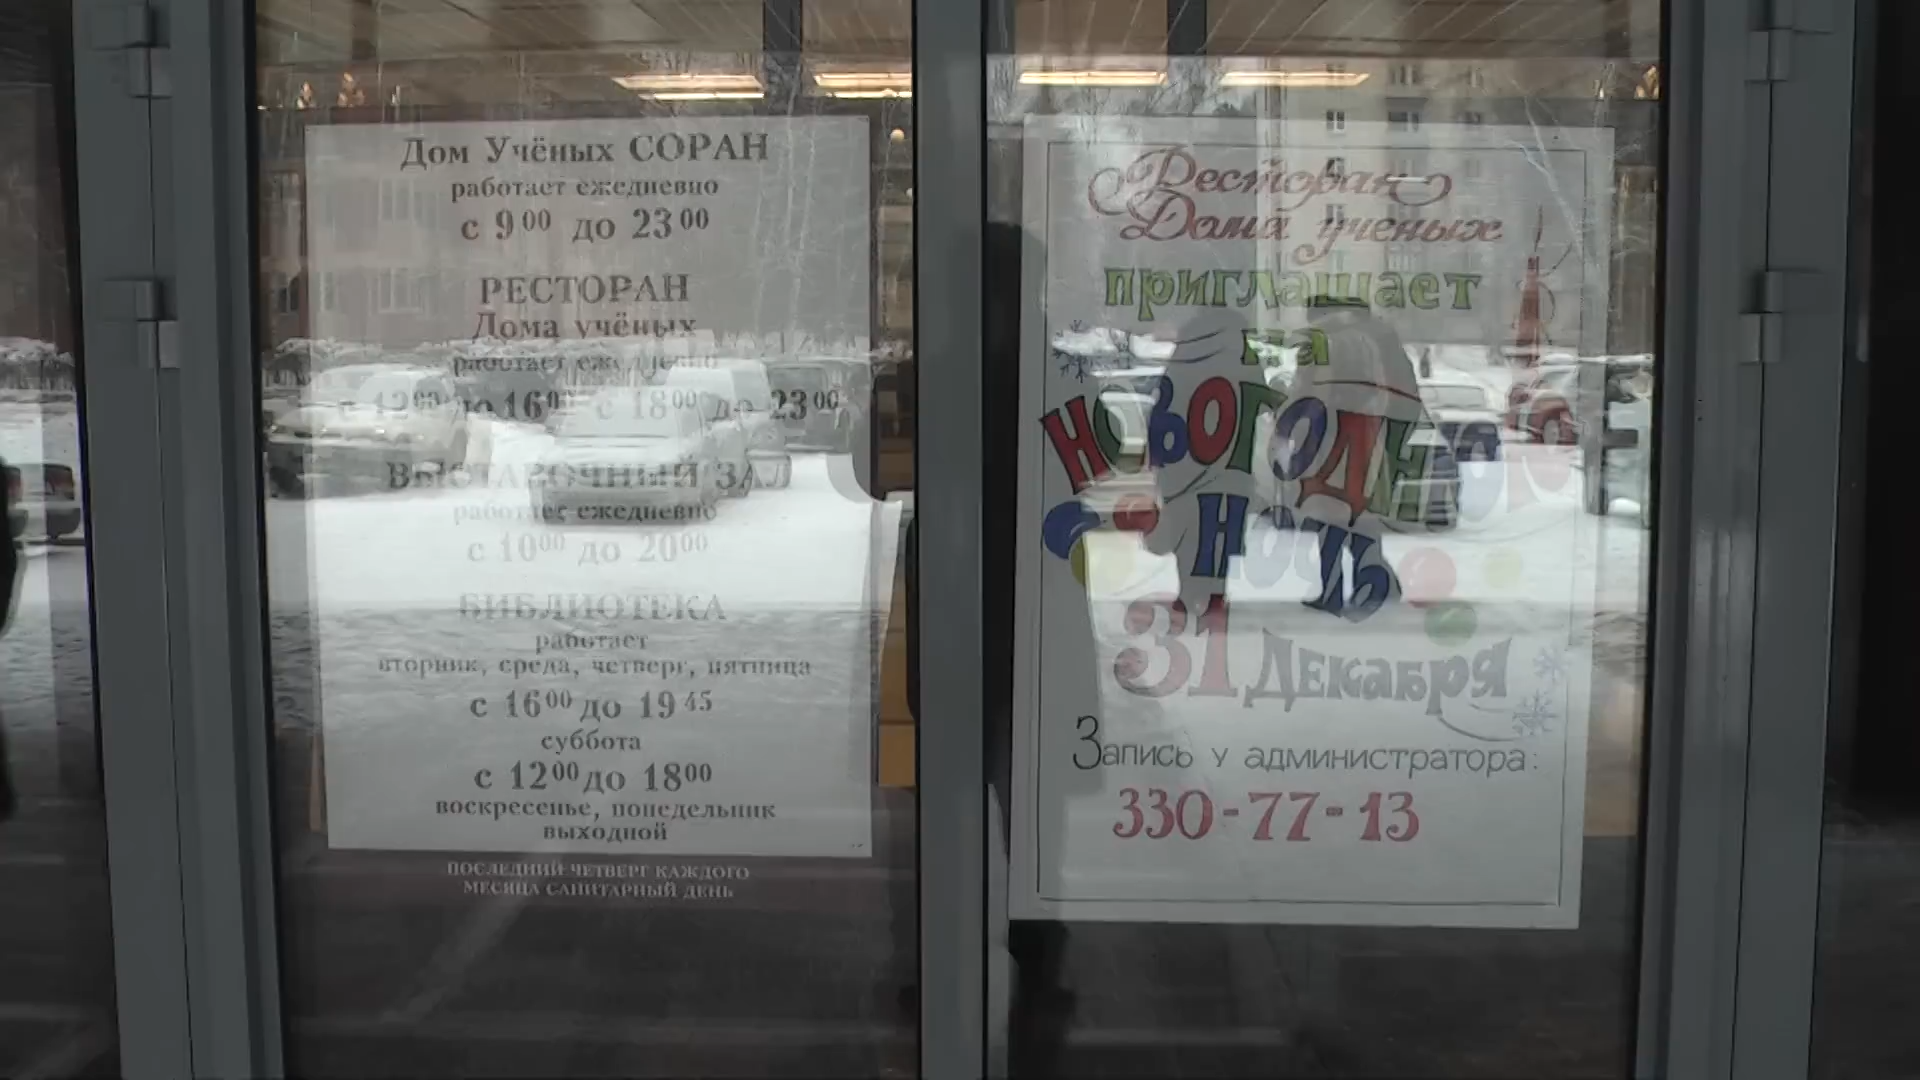 Дом Учёных СОРАН
работает ежедневно
с 9⁰⁰ до 23⁰⁰
РЕСТОРАН
Дома учёных
работает ежедневно
с 12⁰⁰ до 16⁰⁰ с 18⁰⁰ до 23⁰⁰
ВЫСТАВОЧНЫЙ ЗАЛ
работает ежедневно
с 10⁰⁰ до 20⁰⁰
БИБЛИОТЕКА
работает
вторник, среда, четверг, пятница
с 16⁰⁰ до 19⁴⁵
суббота
с 12⁰⁰ до 18⁰⁰
воскресенье, понедельник
выходной
ПОСЛЕДНИЙ ЧЕТВЕРГ КАЖДОГО
МЕСЯЦА САНИТАРНЫЙ ДЕНЬ
Ресторан
Дома ученых
приглашает
на
НОВОГОДНЮЮ
НОЧЬ
31 Декабря
Запись у администратора:
330-77-13